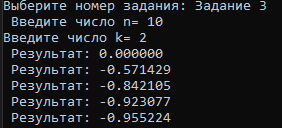 Выберите номер задания: Задание 3
Введите число n= 10
Введите число k= 2
Результат: 0.000000
Результат: -0.571429
Результат: -0.842105
Результат: -0.923077
Результат: -0.955224